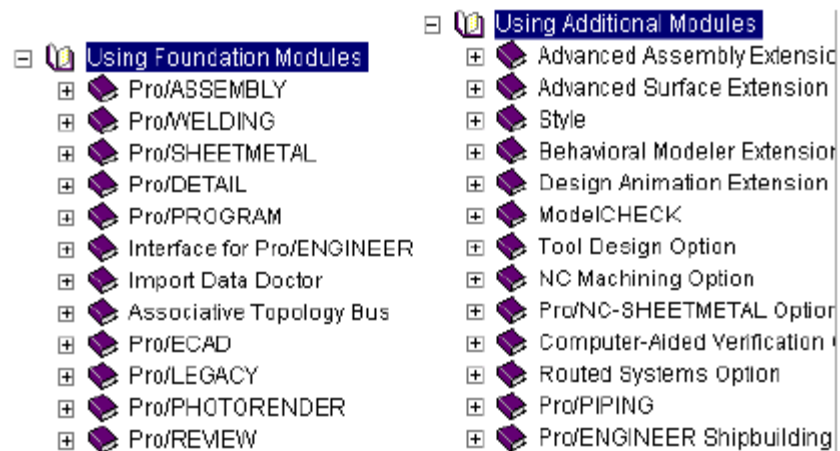 Using Foundation Modules
Pro/ASSEMBLY
Pro/WELDING
Pro/SHEETMETAL
Pro/DETAIL
Pro/PROGRAM
Interface for Pro/ENGINEER
Import Data Doctor
Associative Topology Bus
Pro/ECAD
Pro/LEGACY
Pro/PHOTORENDER
Pro/REVIEW
Using Additional Modules
Advanced Assembly Extensio
Advanced Surface Extension
Style
Behavioral Modeler Extension
Design Animation Extension
ModelCHECK
Tool Design Option
NC Machining Option
Pro/NC-SHEETMETAL Option
Computer-Aided Verification
Routed Systems Option
Pro/PIPING
Pro/ENGINEER Shipbuilding